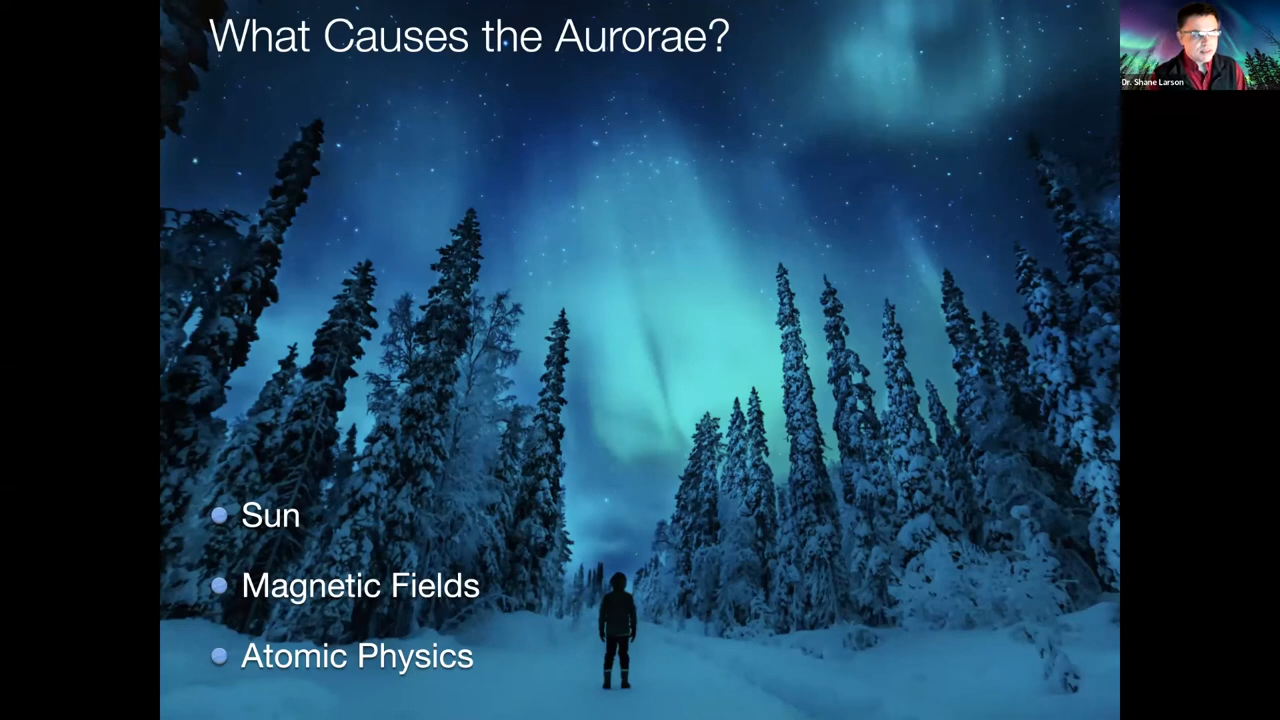 What Causes the Aurorae?
Dr. Shane Larson
Sun
Magnetic Fields
Atomic Physics